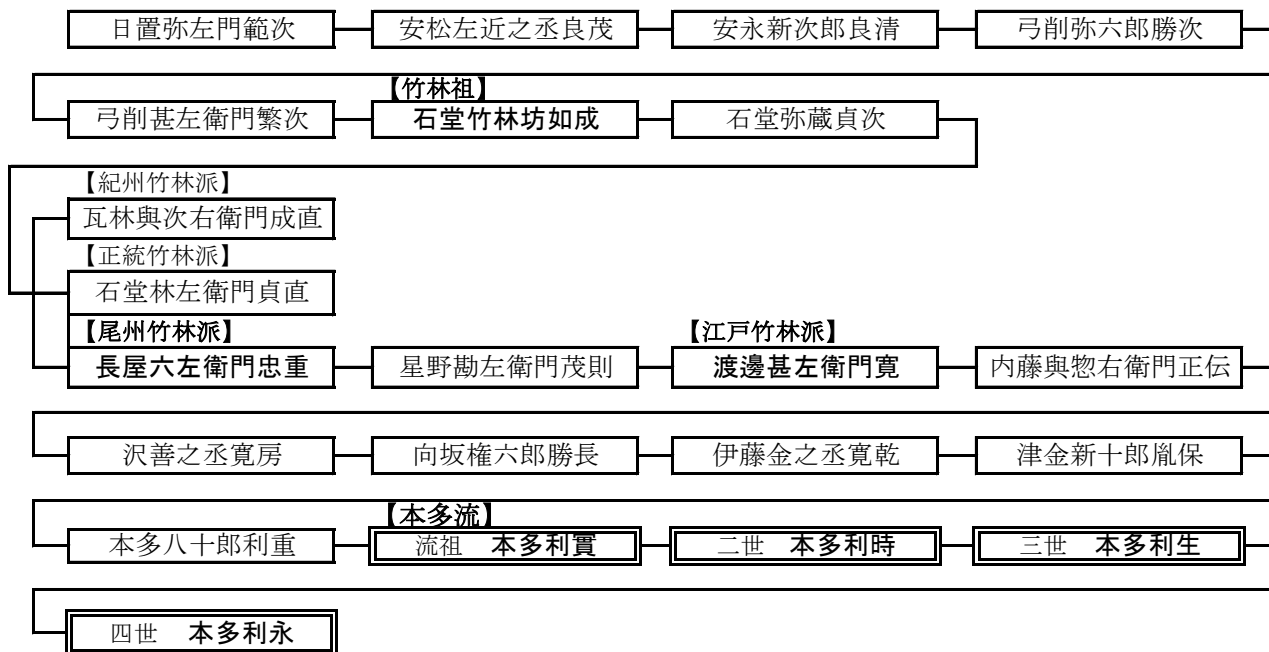 日置弥左門範次
安松左近之丞良茂
安永新次郎良清
弓削弥六郎勝次
弓削甚左衛門繁次
【竹林祖】
石堂竹林坊如成
石堂弥蔵貞次
【紀州竹林派】
瓦林與次右衛門成直
【正統竹林派】
石堂林左衛門貞直
【尾州竹林派】
長屋六左衛門忠重
星野勘左衛門茂則
【江戸竹林派】
渡邊甚左衛門寛
内藤與惣右衛門正伝
沢善之丞寛房
向坂権六郎勝長
伊藤金之丞寛乾
津金新十郎胤保
本多八十郎利重
【本多流】
流祖 本多利實
二世 本多利時
三世 本多利生
四世 本多利永